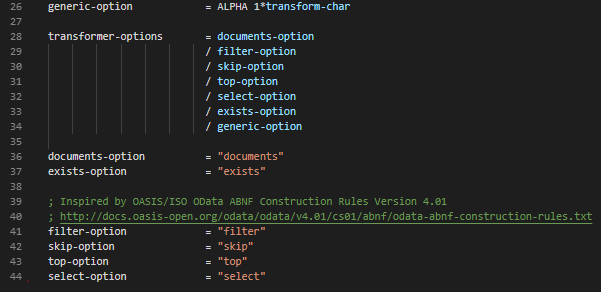 26 generic-option = ALPHA 1*transform-char
27
28 transformer-options = documents-option
29 / filter-option
30 / skip-option
31 / top-option
32 / select-option
33 / exists-option
34 / generic-option
35
36 documents-option = "documents"
37 exists-option = "exists"
38
39 ; Inspired by OASIS/ISO OData ABNF Construction Rules Version 4.01
40 ; http://docs.oasis-open.org/odata/odata/v4.01/cs01/abnf/odata-abnf-construction-rules.txt
41 filter-option = "filter"
42 skip-option = "skip"
43 top-option = "top"
44 select-option = "select"